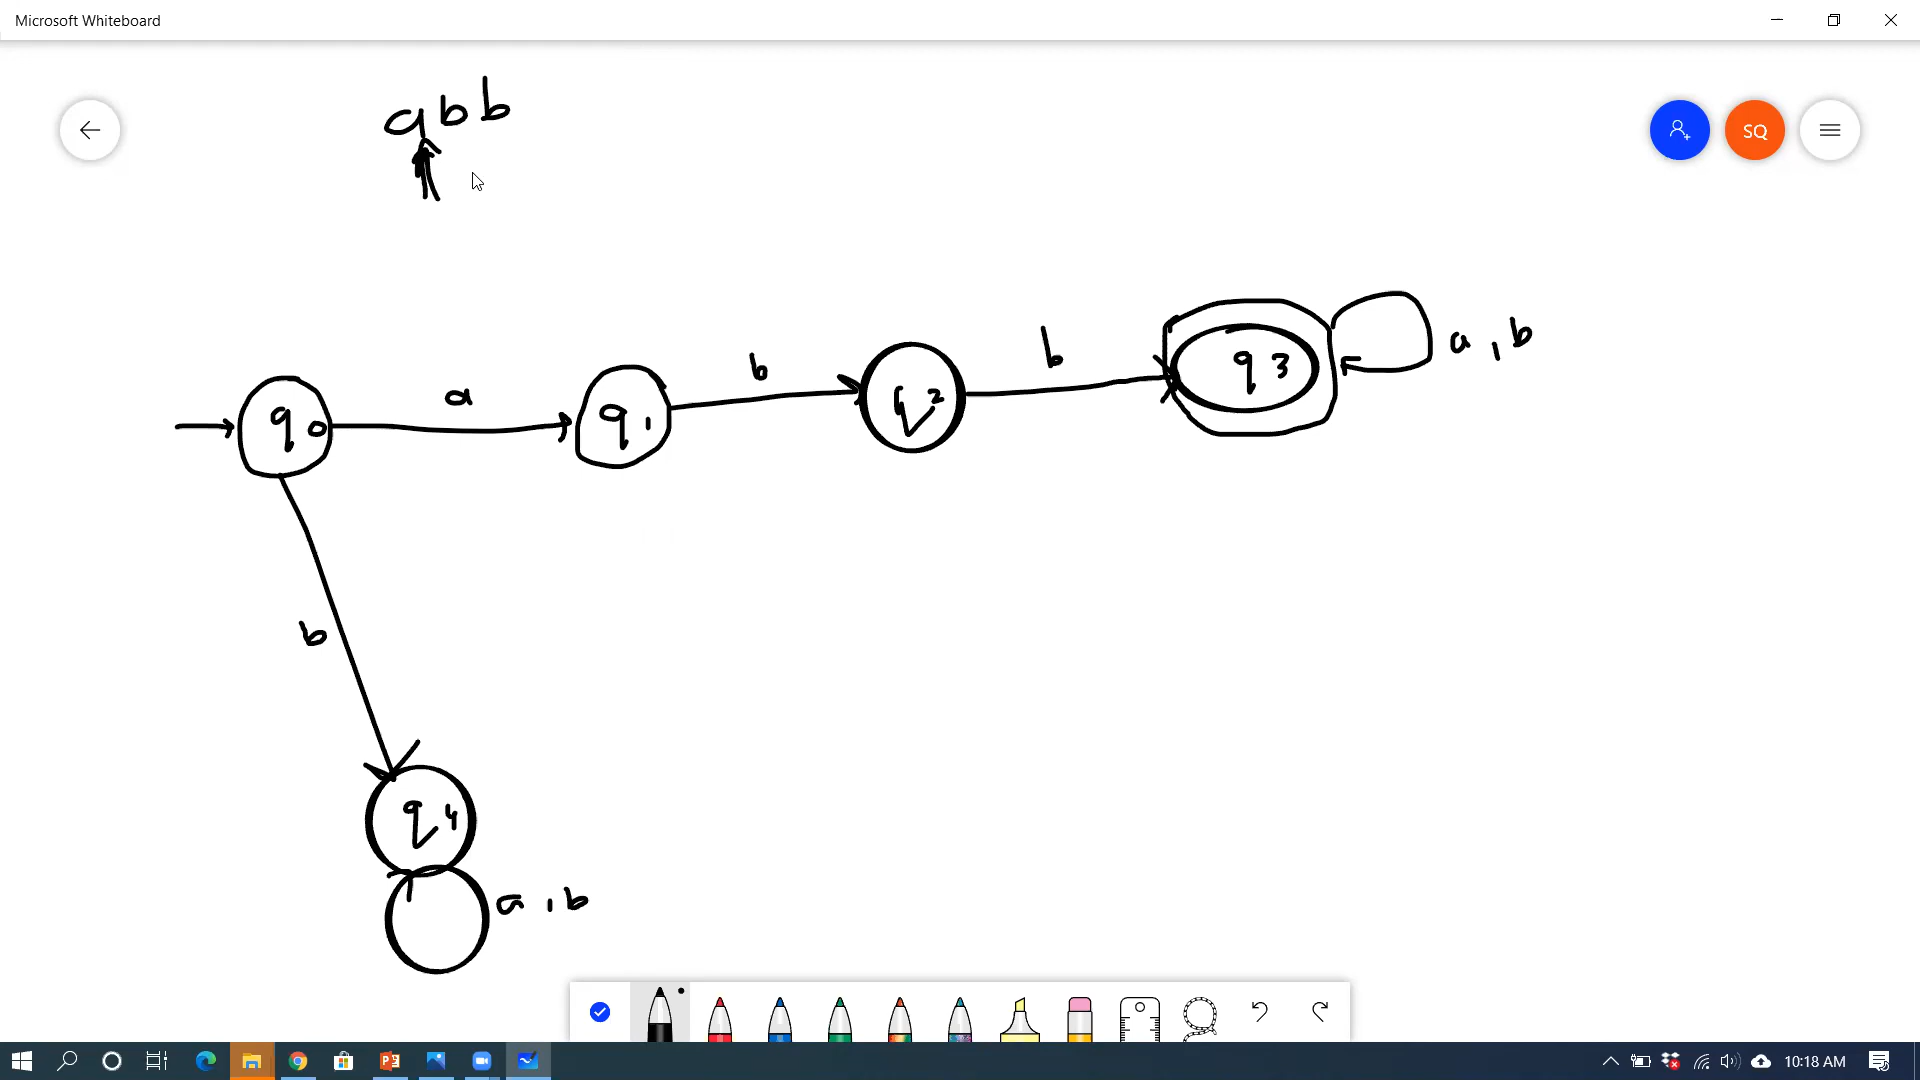 Microsoft Whiteboard
abb
SQ
a , b
b
b
q3
a
q2
q0
q1
b
q4
a , b
10:18 AM